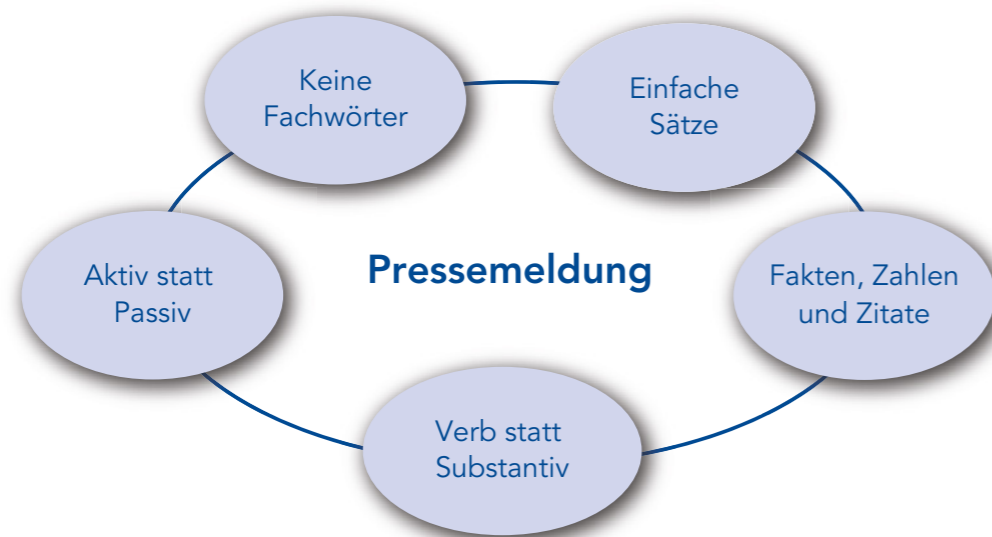 Keine
Fachwörter
Einfache
Sätze
Aktiv statt
Passiv
Pressemeldung
Fakten, Zahlen
und Zitate
Verb statt
Substantiv